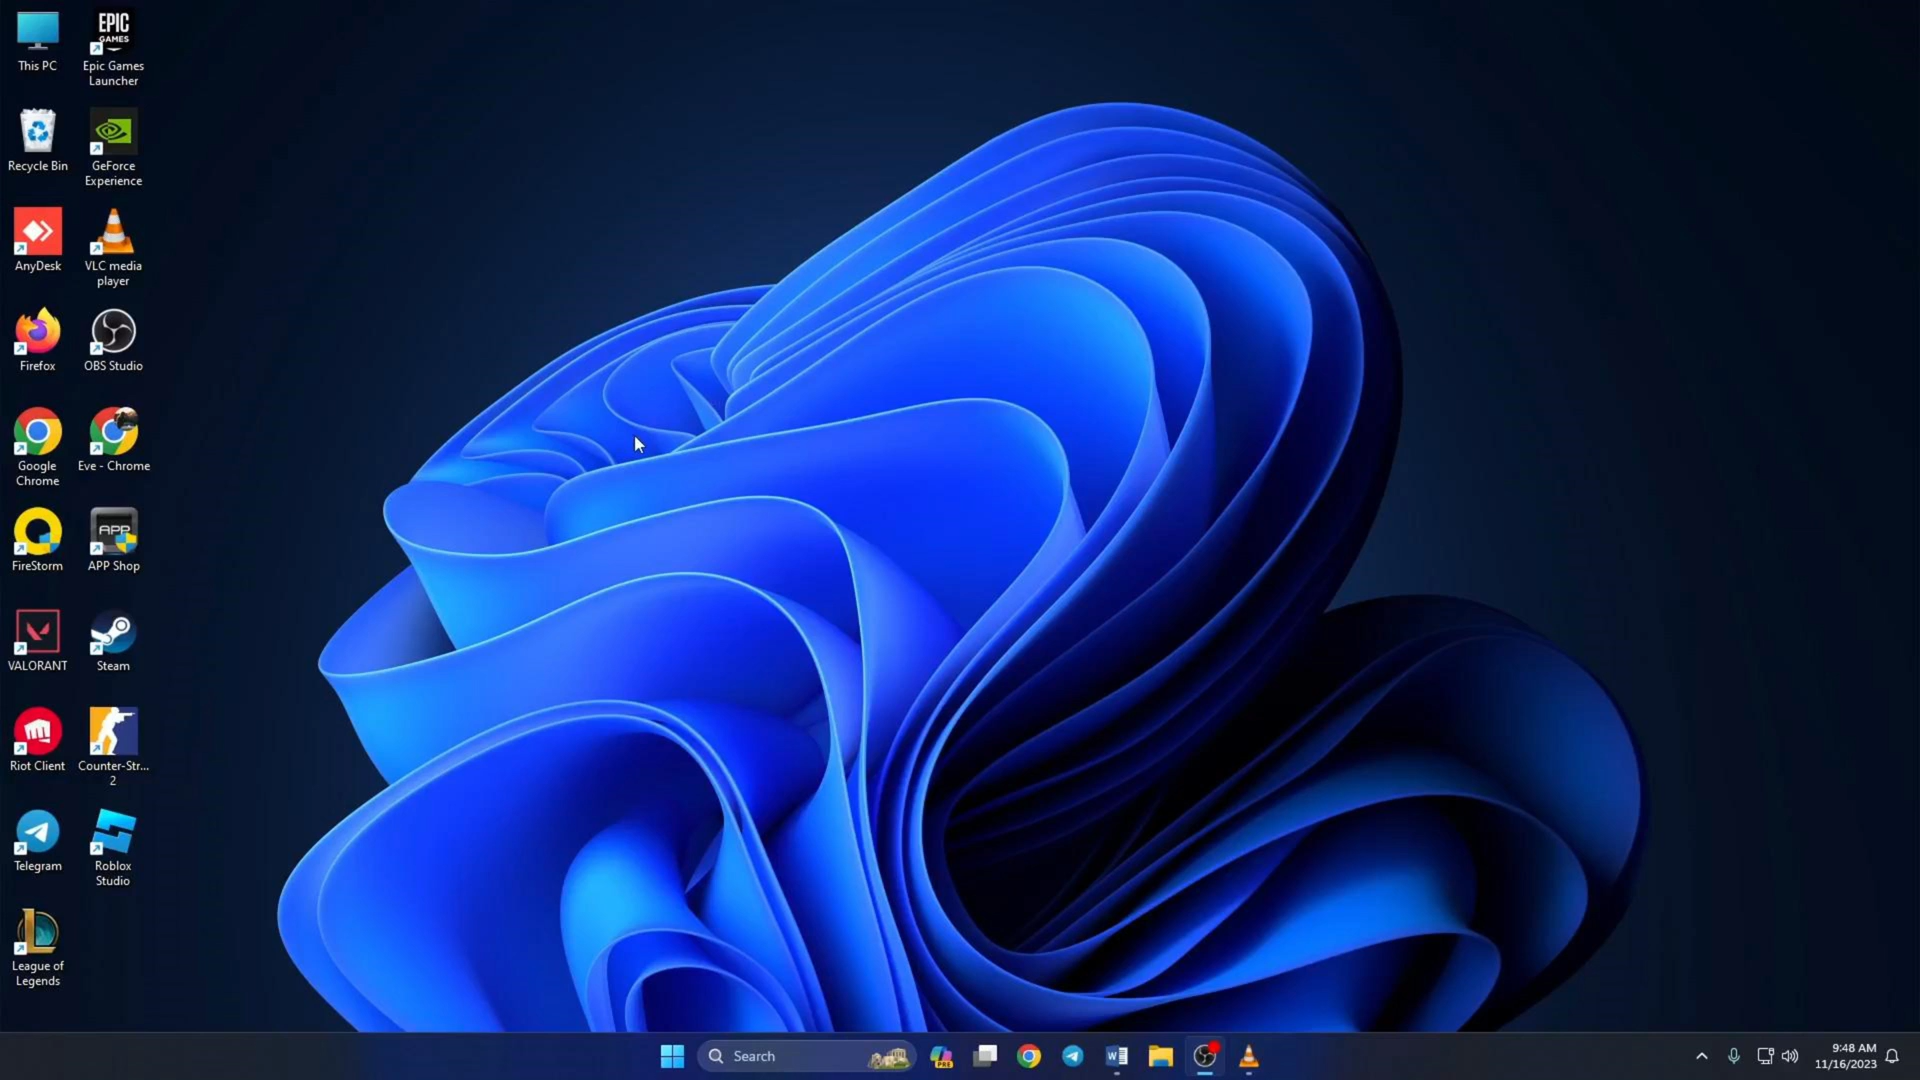 This PC
EPIC
GAMES
Epic Games
Launcher
Recycle Bin
GeForce
Experience
AnyDesk
VLC media
player
Firefox
OBS Studio
Google
Chrome
Eve - Chrome
FireStorm
APP
APP Shop
VALORANT
Steam
Riot Client
Counter-Str...
2
Telegram
Roblox
Studio
League of
Legends
Search
PRE
W
9:48 AM
11/16/2023